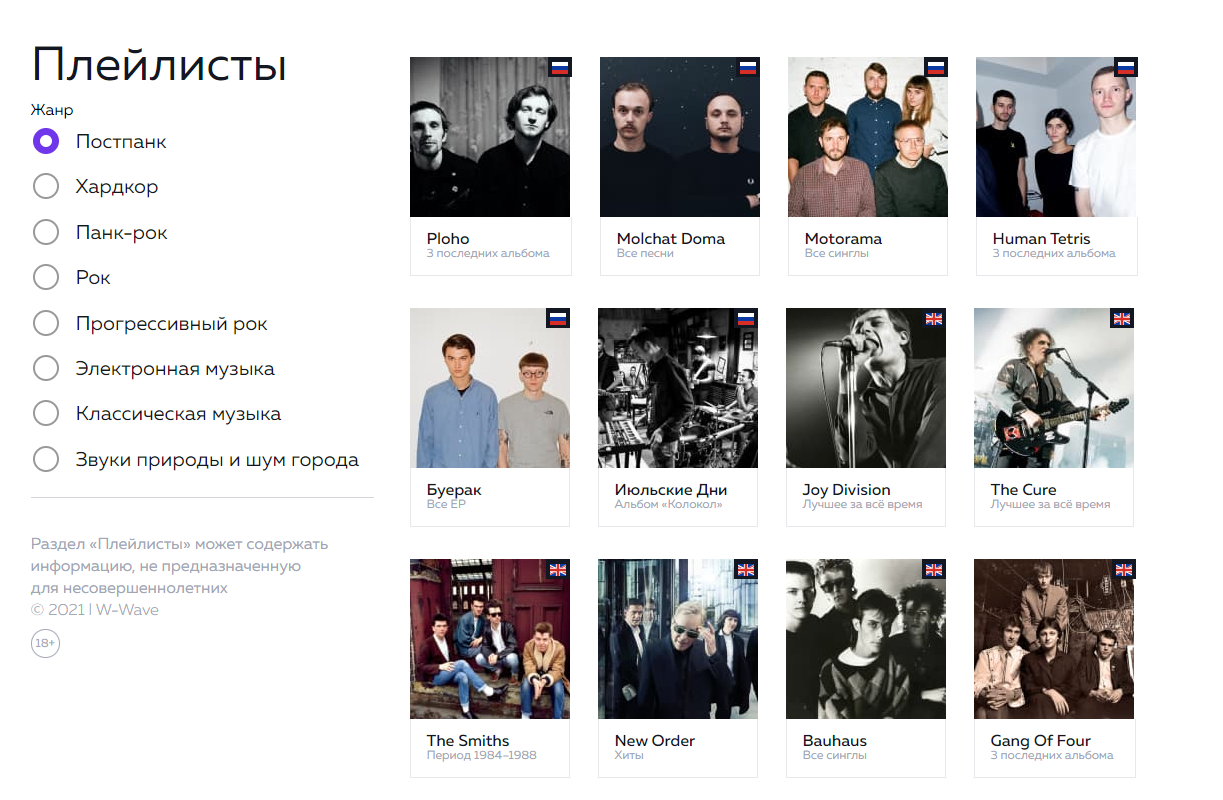 Плейлисты
Жанр
Постпанк
Хардкор
Панк-рок
Рок
Прогрессивный рок
Электронная музыка
Классическая музыка
Звуки природы и шум города
Раздел «Плейлисты» может содержать
информацию, не предназначенную
для несовершеннолетних
© 2021 | W-Wave
18+
Ploho
3 последних альбома
Molchat Doma
Все песни
Motorama
Все синглы
Human Tetris
3 последних альбома
Буерак
Все EP
Июльские Дни
Альбом «Колокол»
Joy Division
Лучшее за всё время
The Cure
Лучшее за всё время
The Smiths
Период 1984–1988
New Order
Хиты
Bauhaus
Все синглы
Gang Of Four
3 последних альбома